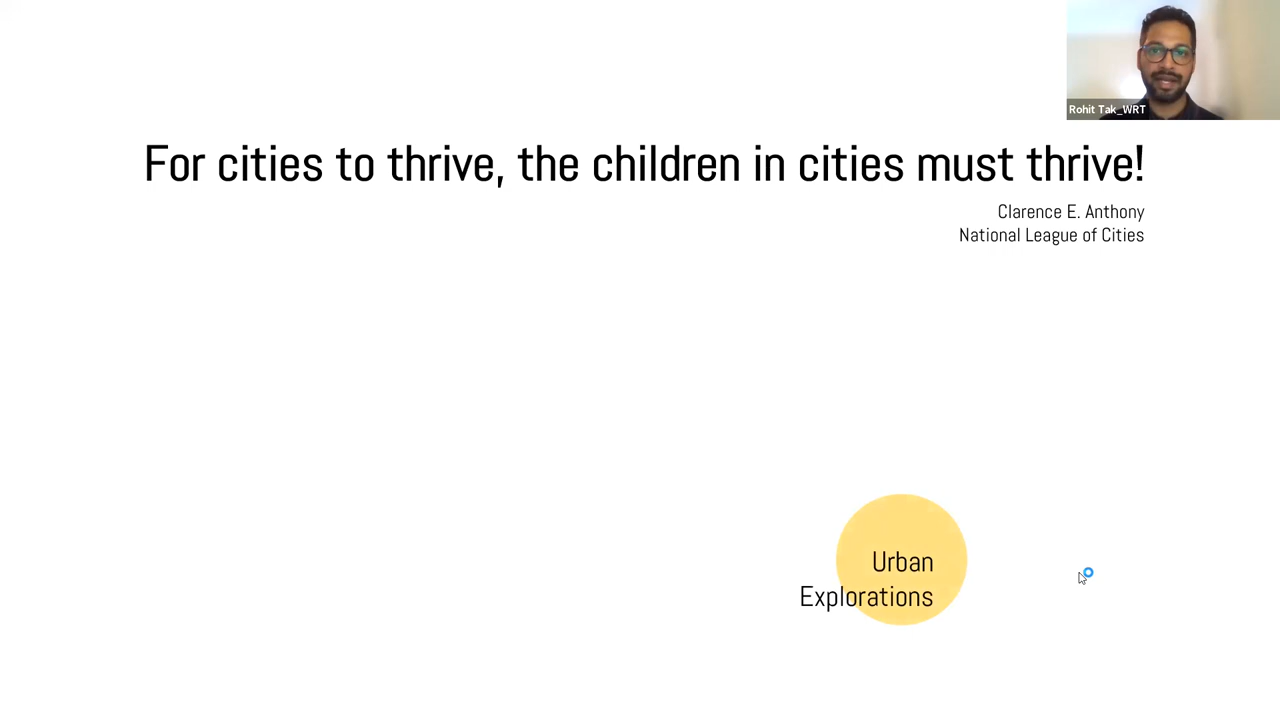 Rohit Tak_WRT
For cities to thrive, the children in cities must thrive!
Clarence E. Anthony
National League of Cities
Urban
Explorations